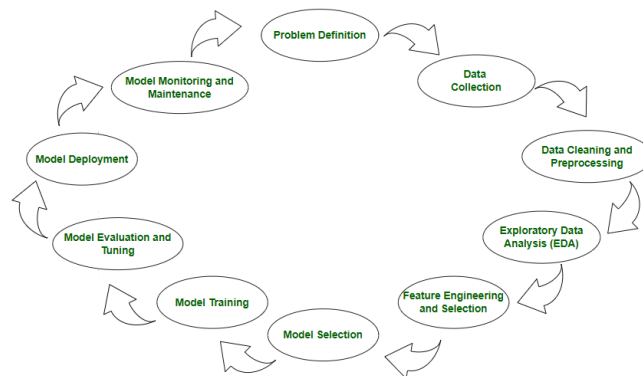 Problem Definition
Data
Collection
Data Cleaning and
Preprocessing
Exploratory Data
Analysis (EDA)
Feature Engineering
and Selection
Model Selection
Model Training
Model Evaluation and
Tuning
Model Deployment
Model Monitoring and
Maintenance